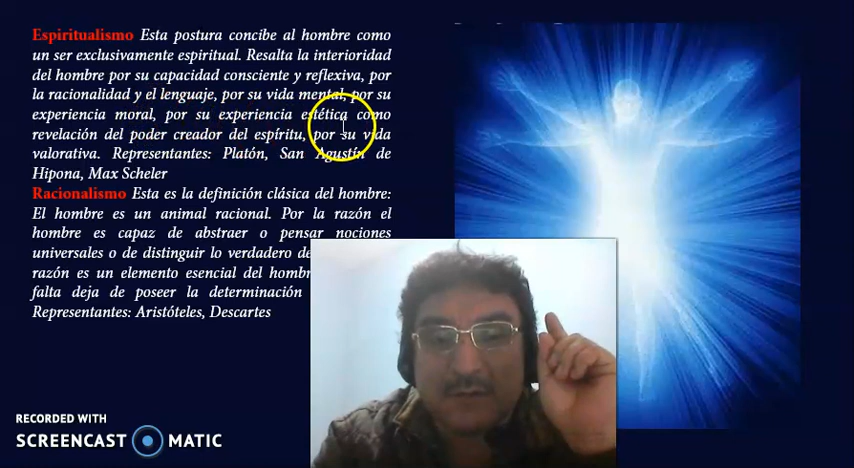 Espiritualismo Esta postura concibe al hombre como
un ser exclusivamente espiritual. Resalta la interioridad
del hombre por su capacidad consciente y reflexiva, por
la racionalidad y el lenguaje, por su vida mental, por su
experiencia moral, por su experiencia estética como
revelación del poder creador del espíritu, por su vida
valorativa. Representantes: Platón, San Agustín de
Hipona, Max Scheler
Racionalismo Esta es la definición clásica del hombre:
El hombre es un animal racional. Por la razón el
hombre es capaz de abstraer o pensar nociones
universales o de distinguir lo verdadero de
razón es un elemento esencial del hombr
falta deja de poseer la determinación
Representantes: Aristóteles, Descartes
RECORDED WITH
SCREENCAST MATIC